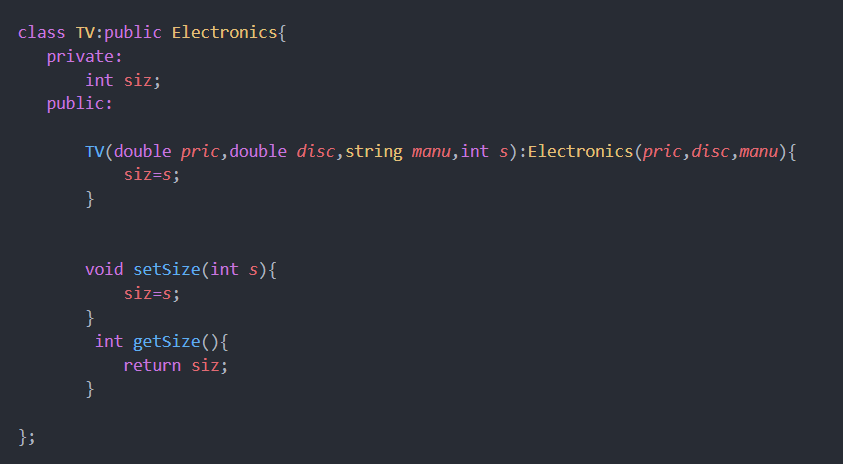 class TV:public Electronics{
private:
int siz;
public:
TV(double pric,double disc,string manu,int s):Electronics(pric,disc,manu){
siz=s;
}
void setSize(int s){
siz=s;
}
int getSize(){
return siz;
}
};